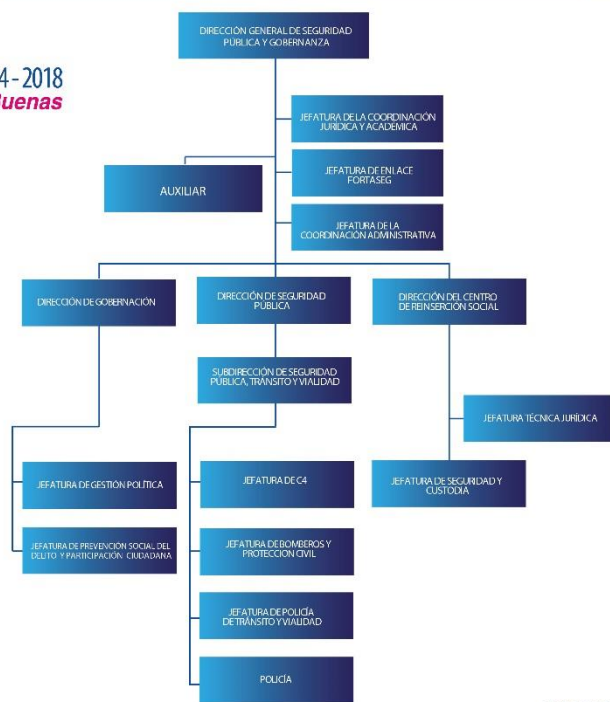 4-2018
uenas
DIRECCIÓN GENERAL DE SEGURIDAD
PÚBLICA Y GOBERNANZA
JEFATURA DE LA COORDINACIÓN
JURÍDICA Y ACADEMICA
AUXILIAR
JEFATURA DE ENLACE
FORTASEG
JEFATURA DE LA
COORDINACIÓN ADMINISTRATIVA
DIRECCIÓN DE GOBERNACIÓN
DIRECCIÓN DE SEGURIDAD
PÚBLICA
DIRECCIÓN DEL CENTRO
DE REINSERCIÓN SOCIAL
SUBDIRECCIÓN DE SEGURIDAD
PÚBLICA, TRÁNSITO Y VIALIDAD
JEFATURA TÉCNICA JURÍDICA
JEFATURA DE GESTIÓN POLÍTICA
JEFATURA DE C4
JEFATURA DE SEGURIDAD Y
CUSTODIA
JEFATURA DE PREVENCIÓN SOCIAL DEL
DELITO Y PARTICIPACIÓN CIUDADANA
JEFATURA DE BOMBEROS Y
PROTECCION CIVIL
JEFATURA DE POLICÍA
DE TRÁNSITO Y VIALIDAD
POLICÍA